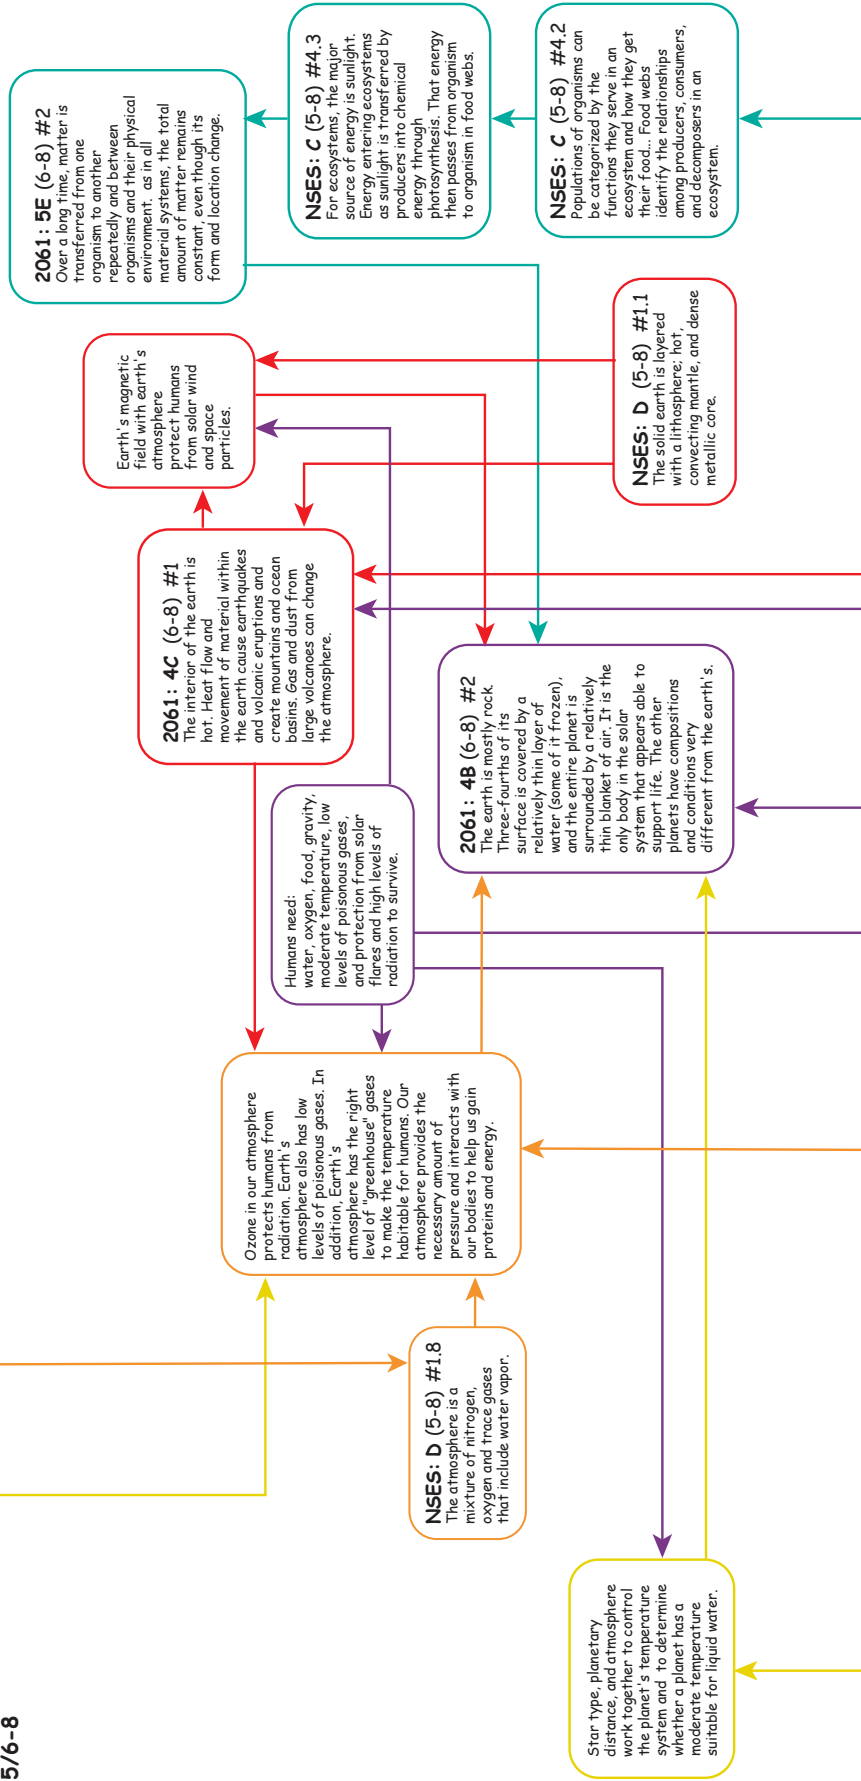 5/6-8
Star type, planetary
distance, and atmosphere
work together to control
the planet's temperature
system and to determine
whether a planet has a
moderate temperature
suitable for liquid water.
NSES: D (5-8) #1.8
The atmosphere is a
mixture of nitrogen,
oxygen and trace gases
that include water vapor.
Ozone in our atmosphere
protects humans from
radiation. Earth's
atmosphere also has low
levels of poisonous gases. In
addition, Earth's
atmosphere has the right
level of "greenhouse" gases
to make the temperature
habitable for humans. Our
atmosphere provides the
necessary amount of
pressure and interacts with
our bodies to help us gain
proteins and energy.
Humans need:
water, oxygen, food, gravity,
moderate temperature, low
levels of poisonous gases,
and protection from solar
flares and high levels of
radiation to survive.
2061: 4C (6-8) #1
The interior of the earth is
hot. Heat flow and
movement of material within
the earth cause earthquakes
and volcanic eruptions and
create mountains and ocean
basins. Gas and dust from
large volcanoes can change
the atmosphere.
2061: 4B (6-8) #2
The earth is mostly rock.
Three-fourths of its
surface is covered by a
relatively thin layer of
water (some of it frozen),
and the entire planet is
surrounded by a relatively
thin blanket of air. It is the
only body in the solar
system that appears able to
support life. The other
planets have compositions
and conditions very
different from the earth's.
Earth's magnetic
field with earth's
atmosphere
protect humans
from solar wind
and space
particles.
NSES: D (5-8) #1.1
The solid earth is layered
with a lithosphere; hot,
convecting mantle, and dense
metallic core.
2061: 5E (6-8) #2
Over a long time, matter is
transferred from one
organism to another
repeatedly and between
organisms and their physical
environment. as in all
material systems, the total
amount of matter remains
constant, even though its
form and location change.
NSES: C (5-8) #4.3
For ecosystems, the major
source of energy is sunlight.
Energy entering ecosystems
as sunlight is transferred by
producers into chemical
energy through
photosynthesis. That energy
then passes from organism
to organism in food webs.
NSES: C (5-8) #4.2
Populations of organisms can
be categorized by the
functions they serve in an
ecosystem and how they get
their food... Food webs
identify the relationships
among producers, consumers,
and decomposers in an
ecosystem.